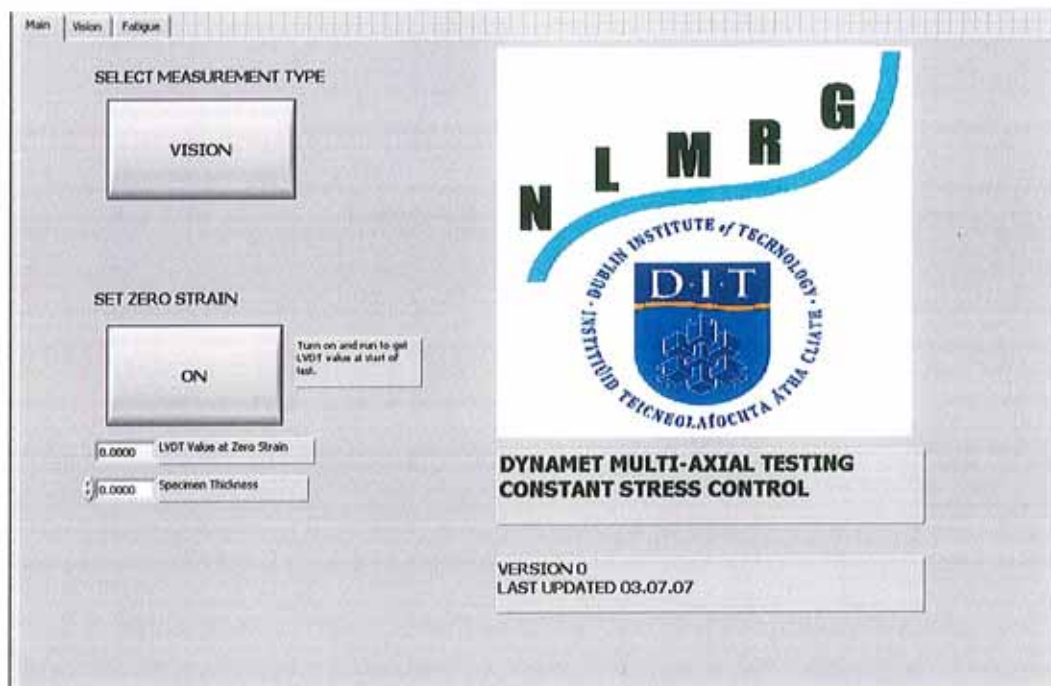 Main Vision Fatigue
SELECT MEASUREMENT TYPE
VISION
SET ZERO STRAIN
ON
Turn on and run to get
LVDT value at start of
test.
0.0000 LVDT Value at Zero Strain
0.0000 Specimen Thickness
N L M R G
· DUBLIN INSTITUTE of TECHNOLOGY ·
INSTITIÚID TEICNEOLAÍOCHTA ÁTHA CLIATH
D·I·T
DYNAMET MULTI-AXIAL TESTING
CONSTANT STRESS CONTROL
VERSION 0
LAST UPDATED 03.07.07